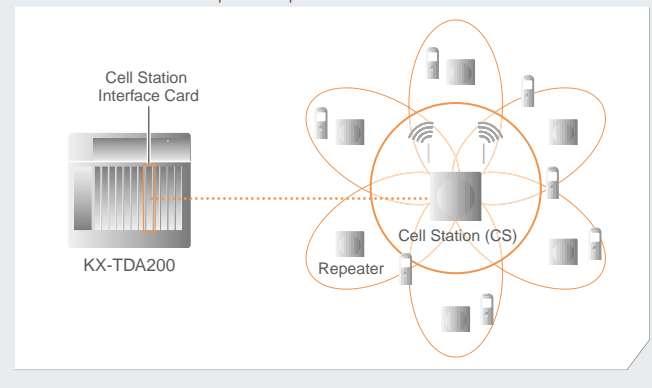 Cell Station
Interface Card
KX-TDA200
Cell Station (CS)
Repeater